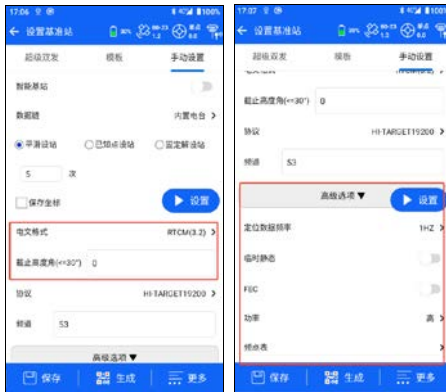 17:06
100%
设置基准站
超级双发 模板 手动设置
智能基站
数据链 内置电台
平滑设站 已知点设站 固定解设站
5 次
保存坐标
设置
电文格式 RTCM(3.2)
截止高度角(<=30°) 0
协议 HI-TARGET19200
频道 53
高级选项▼
保存 生成 更多
17:07
100%
设置基准站
超级双发 模板 手动设置
截止高度角(<=30°) 0
协议 HI-TARGET19200
频道 53
高级选项▼
设置
定位数据频率 1HZ
临时静态
FEC
功率 高
频点表
保存 生成 更多